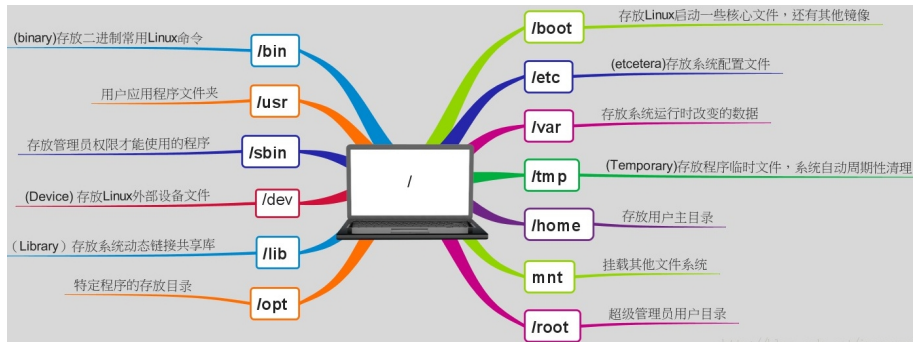 (binary)存放二进制常用Linux命令
/bin
用户应用程序文件夹
/usr
存放管理员权限才能使用的程序
/sbin
(Device) 存放Linux外部设备文件
/dev
（Library）存放系统动态链接共享库
/lib
特定程序的存放目录
/opt
/
/boot
存放Linux启动一些核心文件，还有其他镜像
/etc
(etcetera)存放系统配置文件
/var
存放系统运行时改变的数据
/tmp
(Temporary)存放程序临时文件，系统自动周期性清理
/home
存放用户主目录
mnt
挂载其他文件系统
/root
超级管理员用户目录